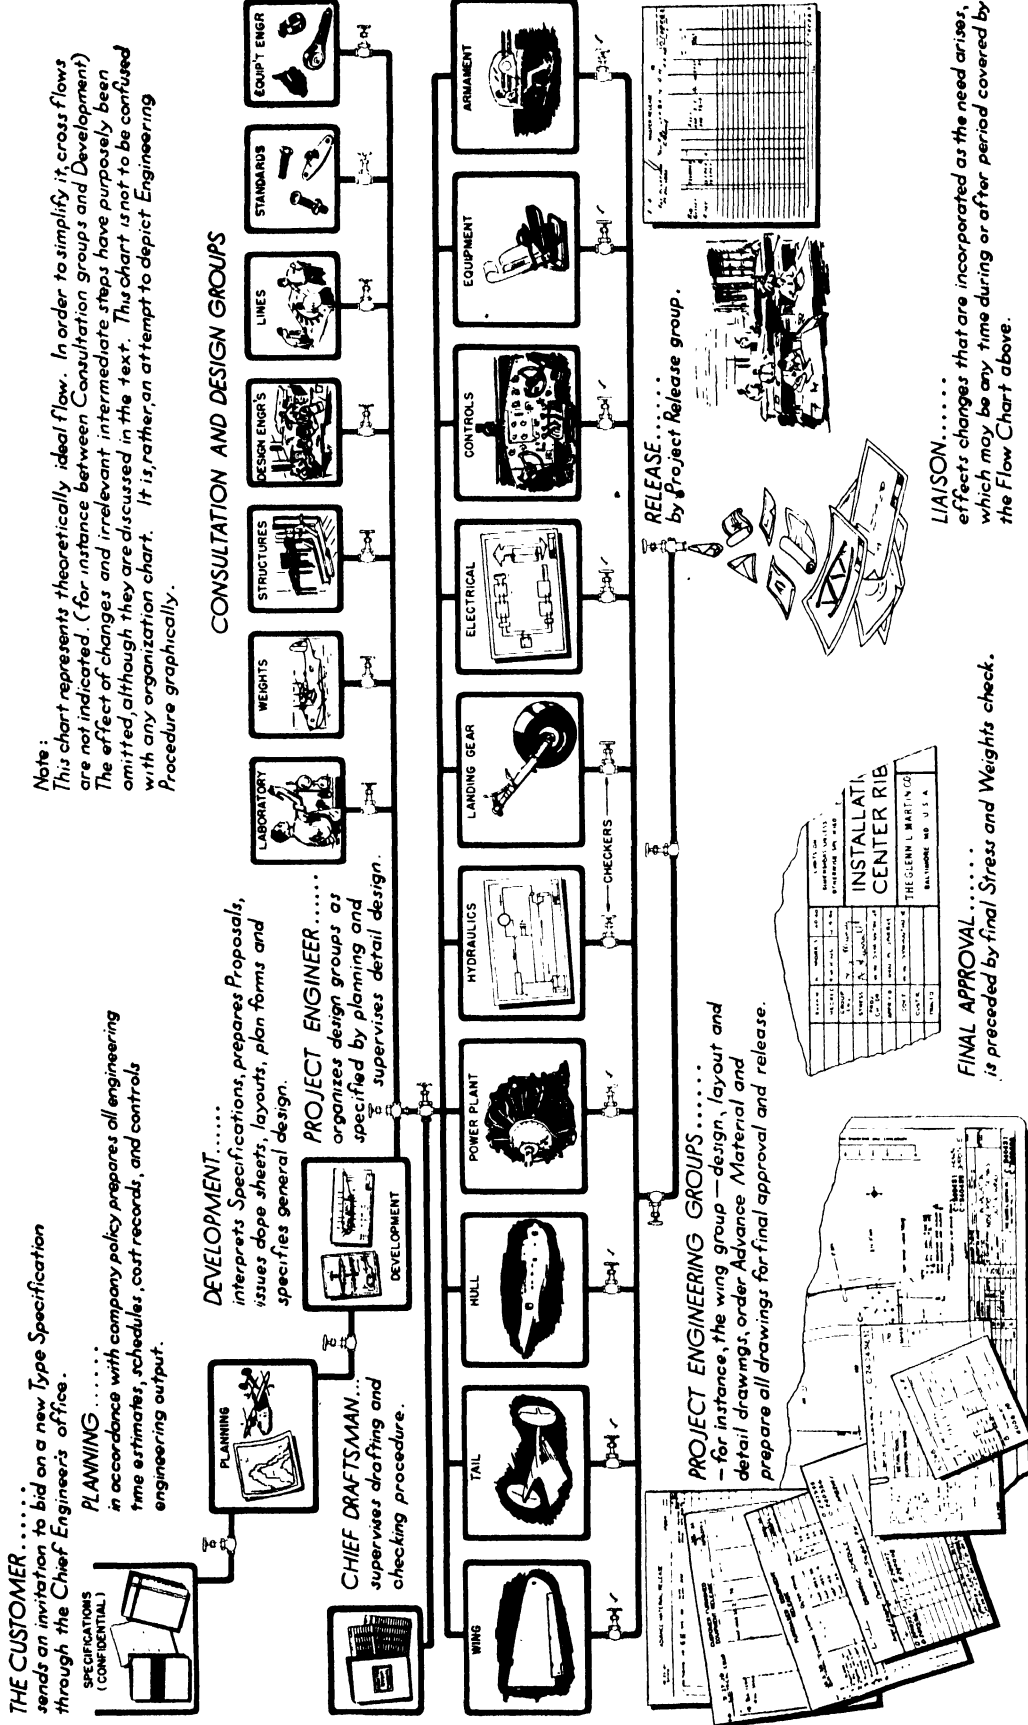 THE CUSTOMER......
sends an invitation to bid on a new Type Specification
through the Chief Engineer's office.
SPECIFICATIONS
(CONFIDENTIAL)
PLANNING......
in accordance with company policy prepares all engineering
time estimates, schedules, cost records, and controls
engineering output.
PLANNING
Note:
This chart represents theoretically ideal flow. In order to simplify it, cross flows
are not indicated. (for instance between Consultation groups and Development)
The effect of changes and irrelevant intermediate steps have purposely been
omitted, although they are discussed in the text. This chart is not to be confused
with any organization chart. It is, rather, an attempt to depict Engineering
Procedure graphically.
DEVELOPMENT.....
interprets Specifications, prepares Proposals,
issues dope sheets, layouts, plan forms and
specifies general design.
DEVELOPMENT
CONSULTATION AND DESIGN GROUPS
LABORATORY
WEIGHTS
STRUCTURES
DESIGN ENGR'S
LINES
STANDARDS
EQUIP'T ENGR
PROJECT ENGINEER.....
organizes design groups as
specified by planning and
supervises detail design.
CHIEF DRAFTSMAN...
supervises drafting and
checking procedure.
WING
TAIL
HULL
POWER PLANT
HYDRAULICS
LANDING GEAR
ELECTRICAL
CONTROLS
EQUIPMENT
ARMAMENT
CHECKERS
PROJECT ENGINEERING GROUPS.....
- for instance, the wing group - design, layout and
detail drawings, order Advance Material and
prepare all drawings for final approval and release.
RELEASE......
by Project Release group.
INSTALLATI
CENTER RIB
THE GLENN L. MARTIN CO
BALTIMORE MD U.S.A
FINAL APPROVAL.....
is preceded by final Stress and Weights check.
LIAISON......
effects changes that are incorporated as the need arises,
which may be any time during or after period covered by
the Flow Chart above.